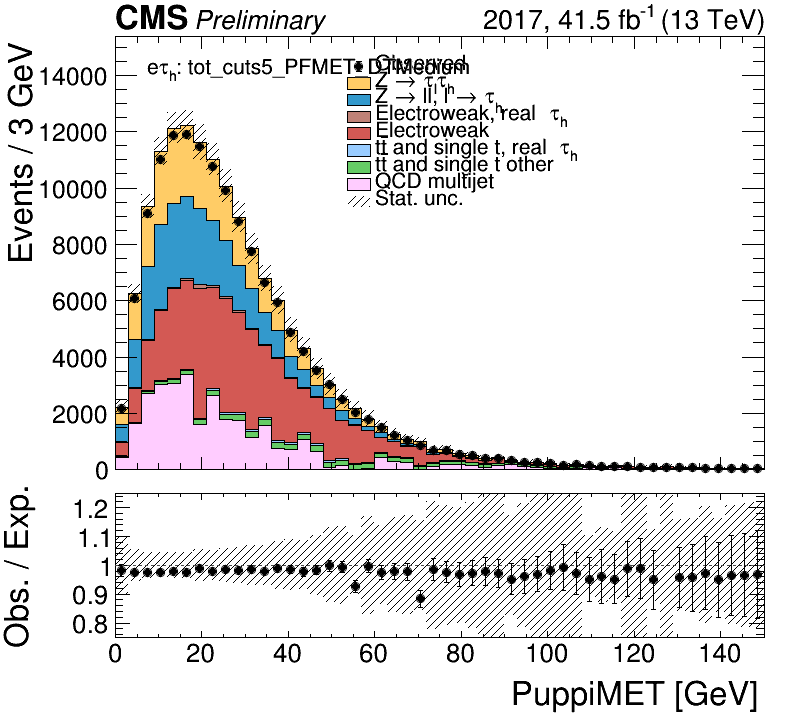 CMS Preliminary 2017, 41.5 fb⁻¹ (13 TeV)
eτh: tot_cuts5_PFMET_DTMedium
Observed
Z → τlτh
Z → ll, l → τh
Electroweak, real τh
Electroweak
tt̄ and single t, real τh
tt̄ and single t other
QCD multijet
Stat. unc.
Events / 3 GeV
14000
12000
10000
8000
6000
4000
2000
0
Obs. / Exp.
1.2
1.1
1
0.9
0.8
0 20 40 60 80 100 120 140
PuppiMET [GeV]